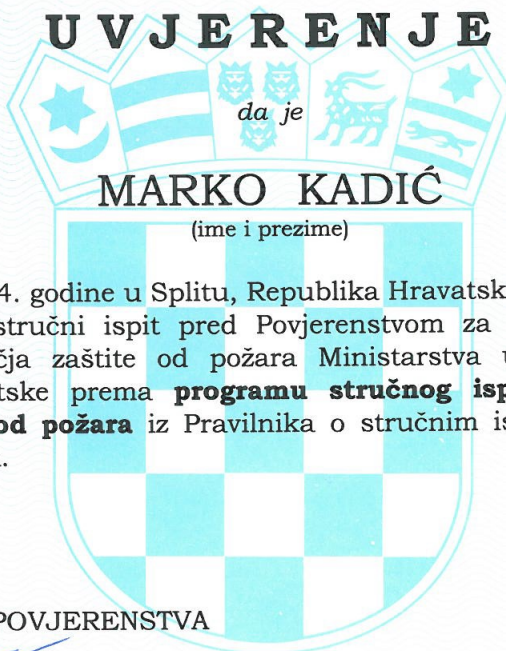 UVJERENJE
da je
MARKO KADIĆ
(ime i prezime)
4. godine u Splitu, Republika Hravatsk
stručni ispit pred Povjerenstvom za
čja zaštite od požara Ministarstva u
tske prema programu stručnog isp
od požara iz Pravilnika o stručnim is
POVJERENSTVA